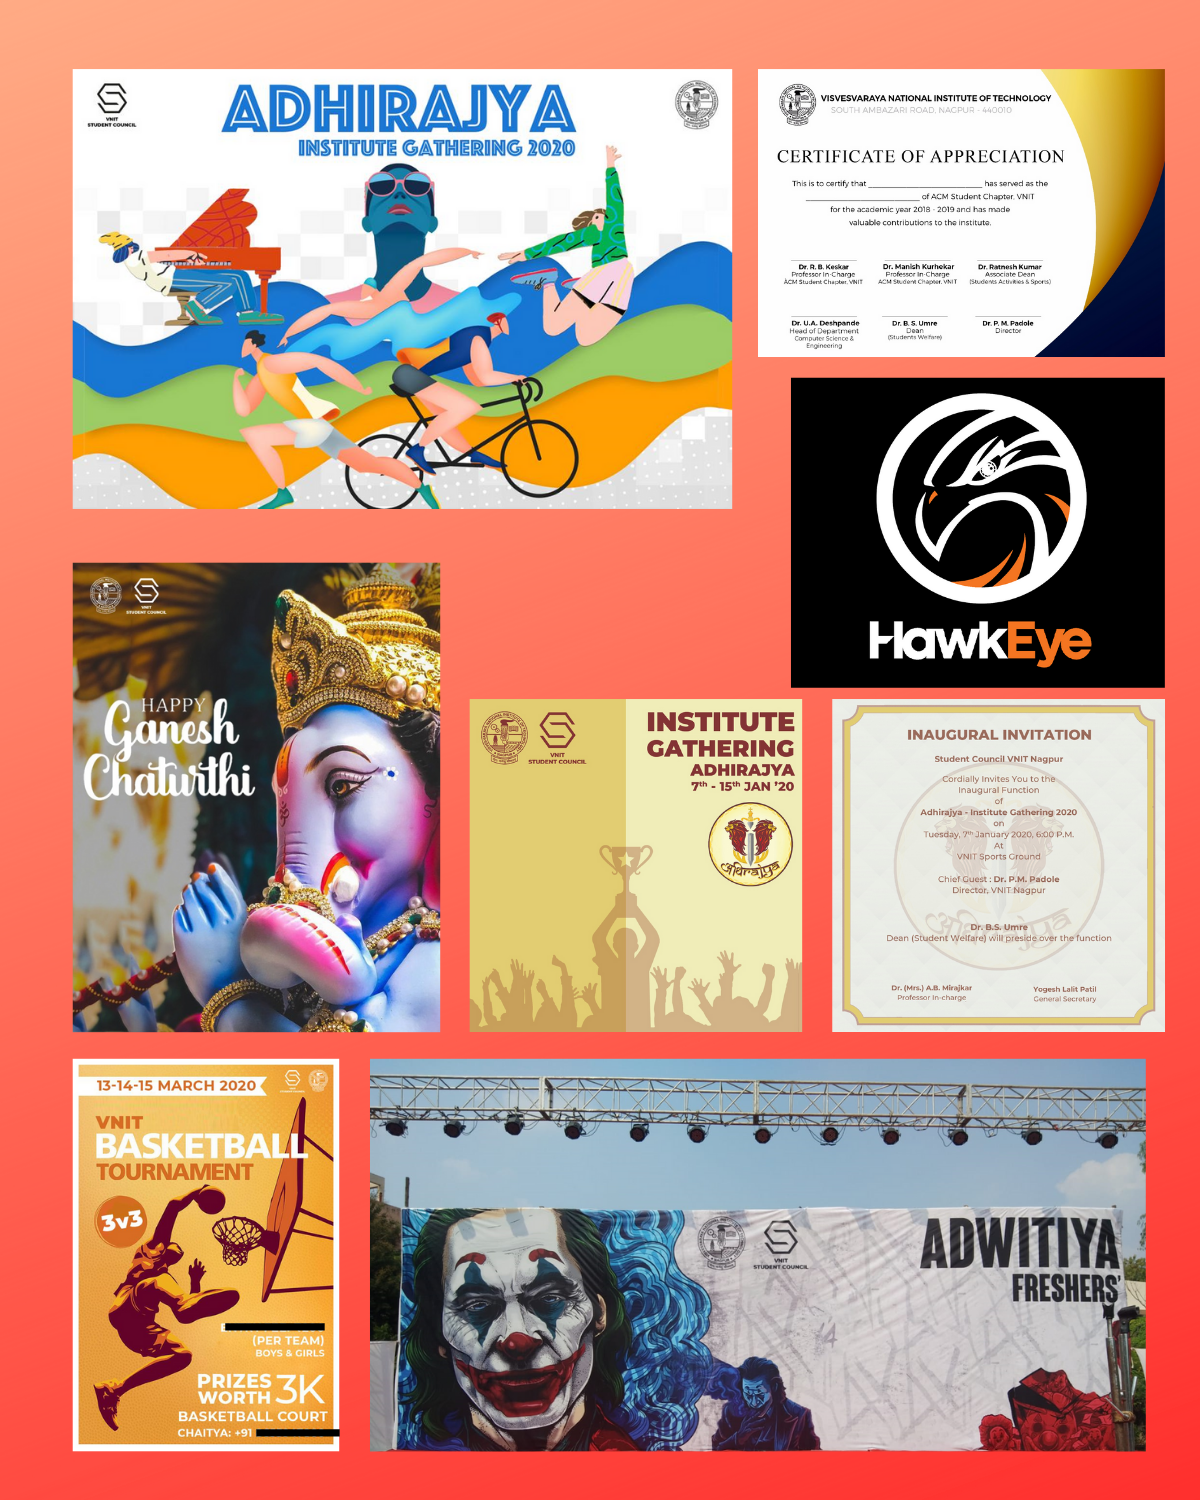 VNIT
STUDENT COUNCIL
ADHIRAJYA
INSTITUTE GATHERING 2020
VISVESVARAYA NATIONAL INSTITUTE OF TECHNOLOGY
SOUTH AMBAZARI ROAD, NAGPUR - 440010
CERTIFICATE OF APPRECIATION
This is to certify that ______________________________ has served as the
______________________________ of ACM Student Chapter, VNIT
for the academic year 2018 - 2019 and has made
valuable contributions to the institute.
Dr. R. B. Keskar
Professor In-Charge
ACM Student Chapter, VNIT
Dr. Manish Kurhekar
Professor In-Charge
ACM Student Chapter, VNIT
Dr. Ratnesh Kumar
Associate Dean
(Students Activities & Sports)
Dr. U.A. Deshpande
Head of Department
Computer Science &
Engineering
Dr. B. S. Umre
Dean
(Students Welfare)
Dr. P. M. Padole
Director
HawkEye
VNIT
STUDENT COUNCIL
HAPPY
Ganesh
Chaturthi
VNIT
STUDENT COUNCIL
INSTITUTE
GATHERING
ADHIRAJYA
7th - 15th JAN '20
अधिrajya
INAUGURAL INVITATION
Student Council VNIT Nagpur
Cordially Invites You to the
Inaugural Function
of
Adhirajya - Institute Gathering 2020
on
Tuesday, 7th January 2020, 6:00 P.M.
At
VNIT Sports Ground
Chief Guest : Dr. P.M. Padole
Director, VNIT Nagpur
Dr. B.S. Umre
Dean (Student Welfare) will preside over the function
Dr. (Mrs.) A.B. Mirajkar
Professor In-charge
Yogesh Lalit Patil
General Secretary
13-14-15 MARCH 2020
VNIT
BASKETBALL
TOURNAMENT
3v3
(PER TEAM)
BOYS & GIRLS
PRIZES
WORTH 3K
BASKETBALL COURT
CHAITYA: +91
VNIT
STUDENT COUNCIL
ADWITIYA
FRESHERS'